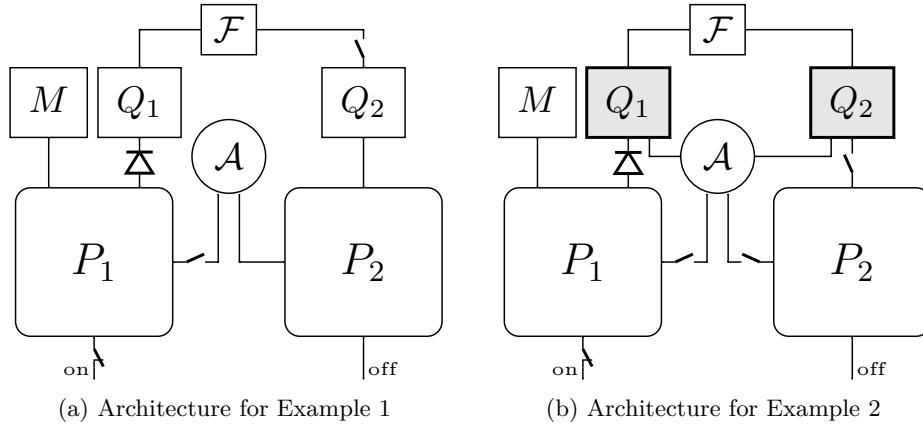 F
F
M
Q1
Q2
M
Q1
Q2
A
A
P1
P2
P1
P2
on
off
on
off
(a) Architecture for Example 1
(b) Architecture for Example 2